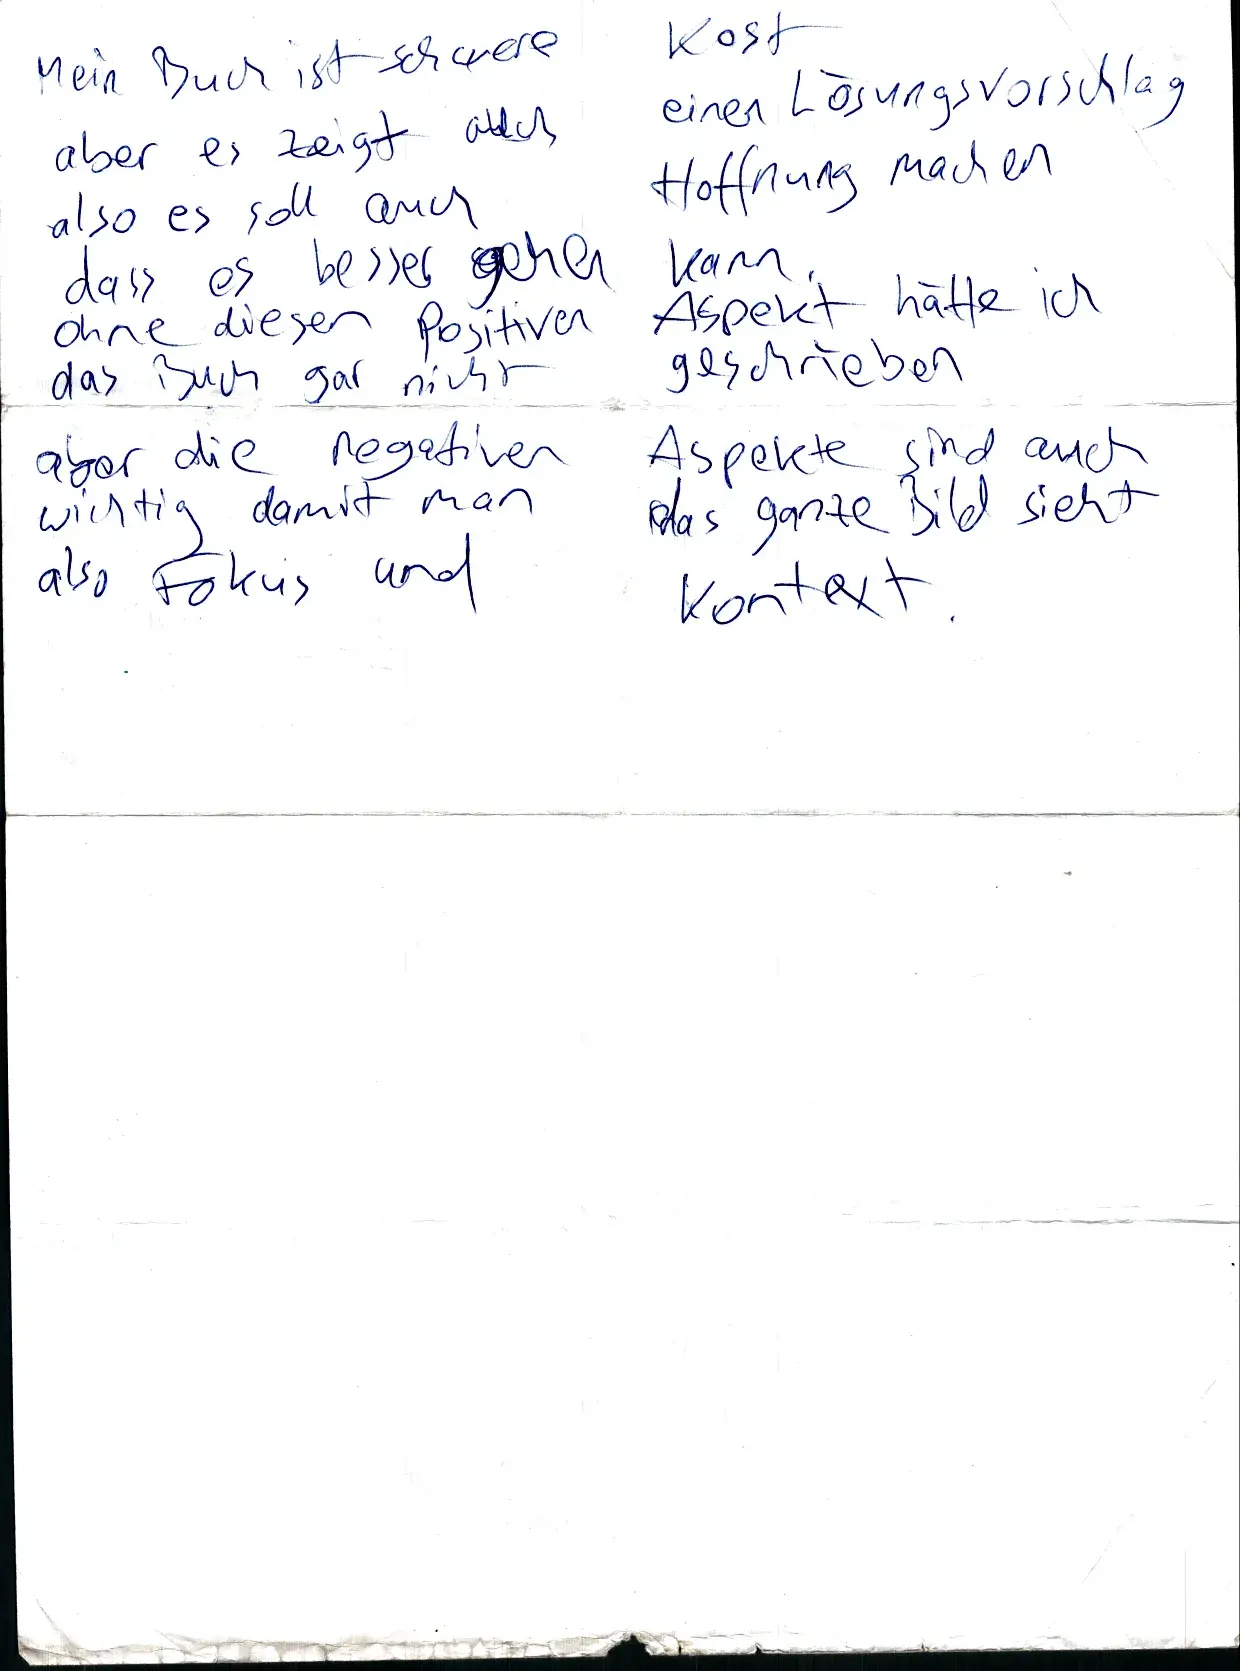 Mein Buch ist schwere Kost
aber es zeigt auch einen Lösungsvorschlag
also es soll auch Hoffnung machen
dass es besser gehen kann.
ohne diesen Positiven Aspekt hätte ich
das Buch gar nicht geschrieben
aber die negativen Aspekte sind auch
wichtig damit man das ganze Bild sieht
also Fokus und Kontext.